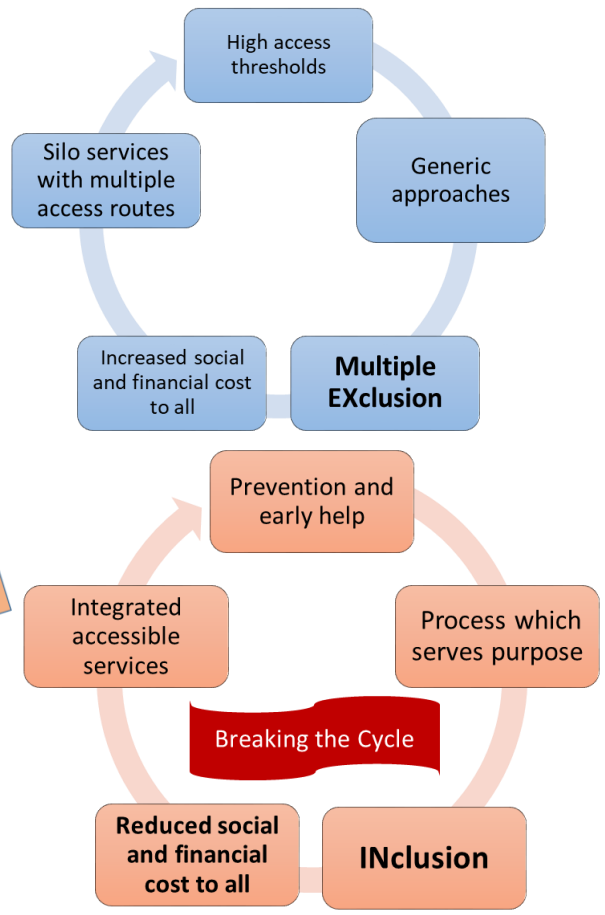 High access
thresholds
Generic
approaches
Multiple
EXclusion
Increased social
and financial cost
to all
Silo services
with multiple
access routes
Prevention and
early help
Process which
serves purpose
INclusion
Reduced social
and financial
cost to all
Integrated
accessible
services
Breaking the Cycle